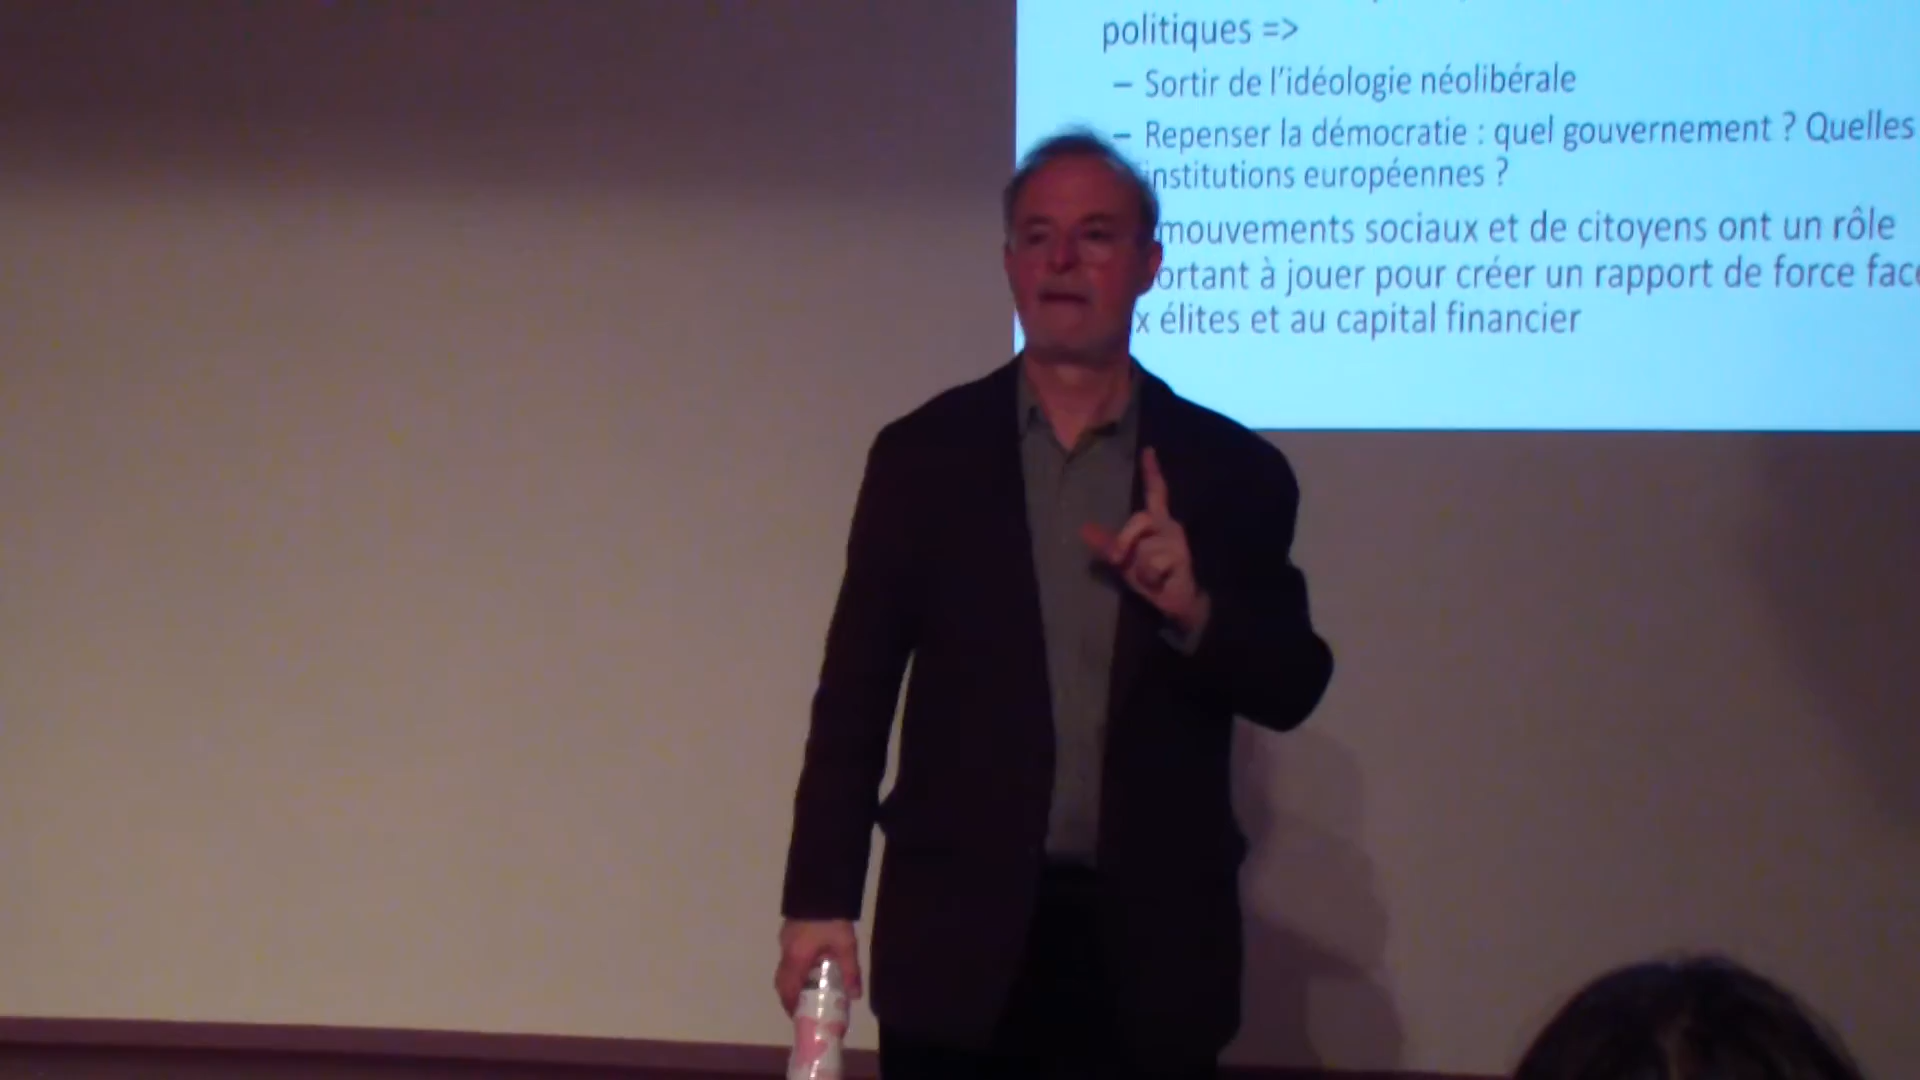 politiques =>
– Sortir de l'idéologie néolibérale
– Repenser la démocratie : quel gouvernement ? Quelles
institutions européennes ?
mouvements sociaux et de citoyens ont un rôle
ortant à jouer pour créer un rapport de force face
x élites et au capital financier